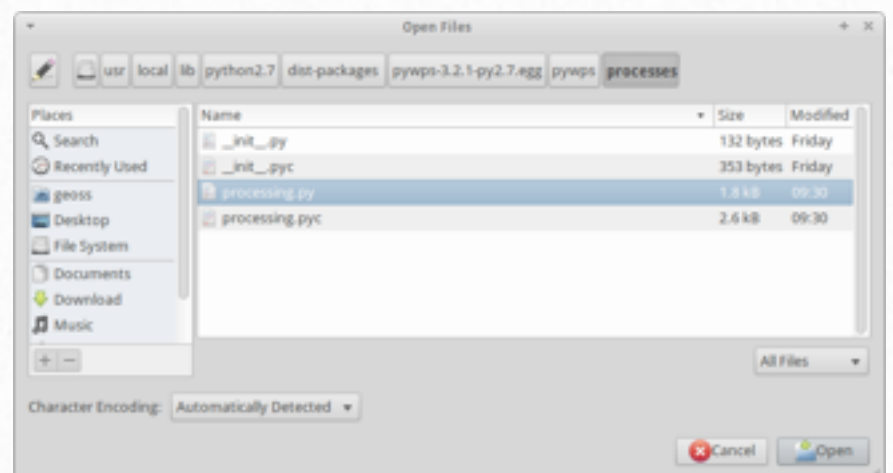 Open Files
usr local lib python2.7 dist-packages pywps-3.2.1-py2.7.egg pywps processes
Places
Search
Recently Used
geoss
Desktop
File System
Documents
Download
Music
Name Size Modified
__init__.py 132 bytes Friday
__init__.pyc 353 bytes Friday
processing.py 1.8 kB 09:30
processing.pyc 2.6 kB 09:30
All Files
Character Encoding: Automatically Detected
Cancel Open